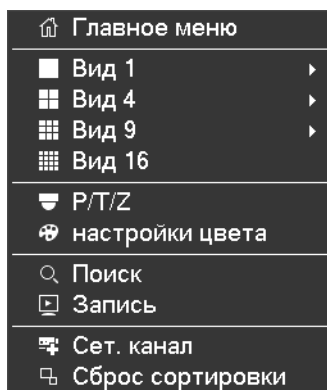 Главное меню
Вид 1
Вид 4
Вид 9
Вид 16
P/T/Z
настройки цвета
Поиск
Запись
Сет. канал
Сброс сортировки